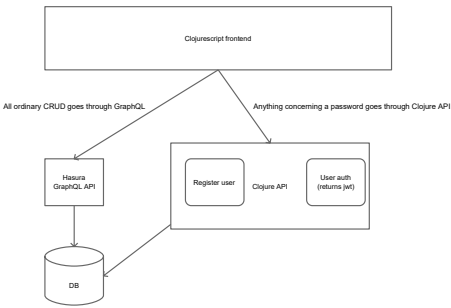 Clojurescript frontend
All ordinary CRUD goes through GraphQL
Anything concerning a password goes through Clojure API
Hasura
GraphQL API
Register user
Clojure API
User auth
(returns jwt)
DB